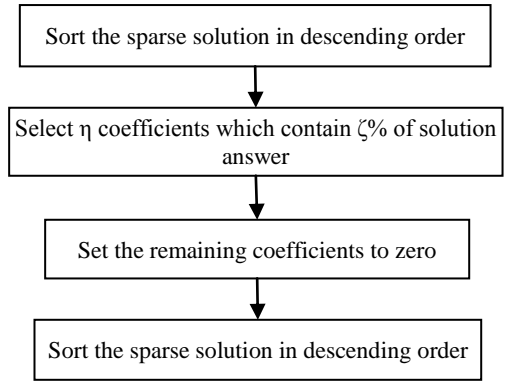 Sort the sparse solution in descending order
Select η coefficients which contain ζ% of solution
answer
Set the remaining coefficients to zero
Sort the sparse solution in descending order